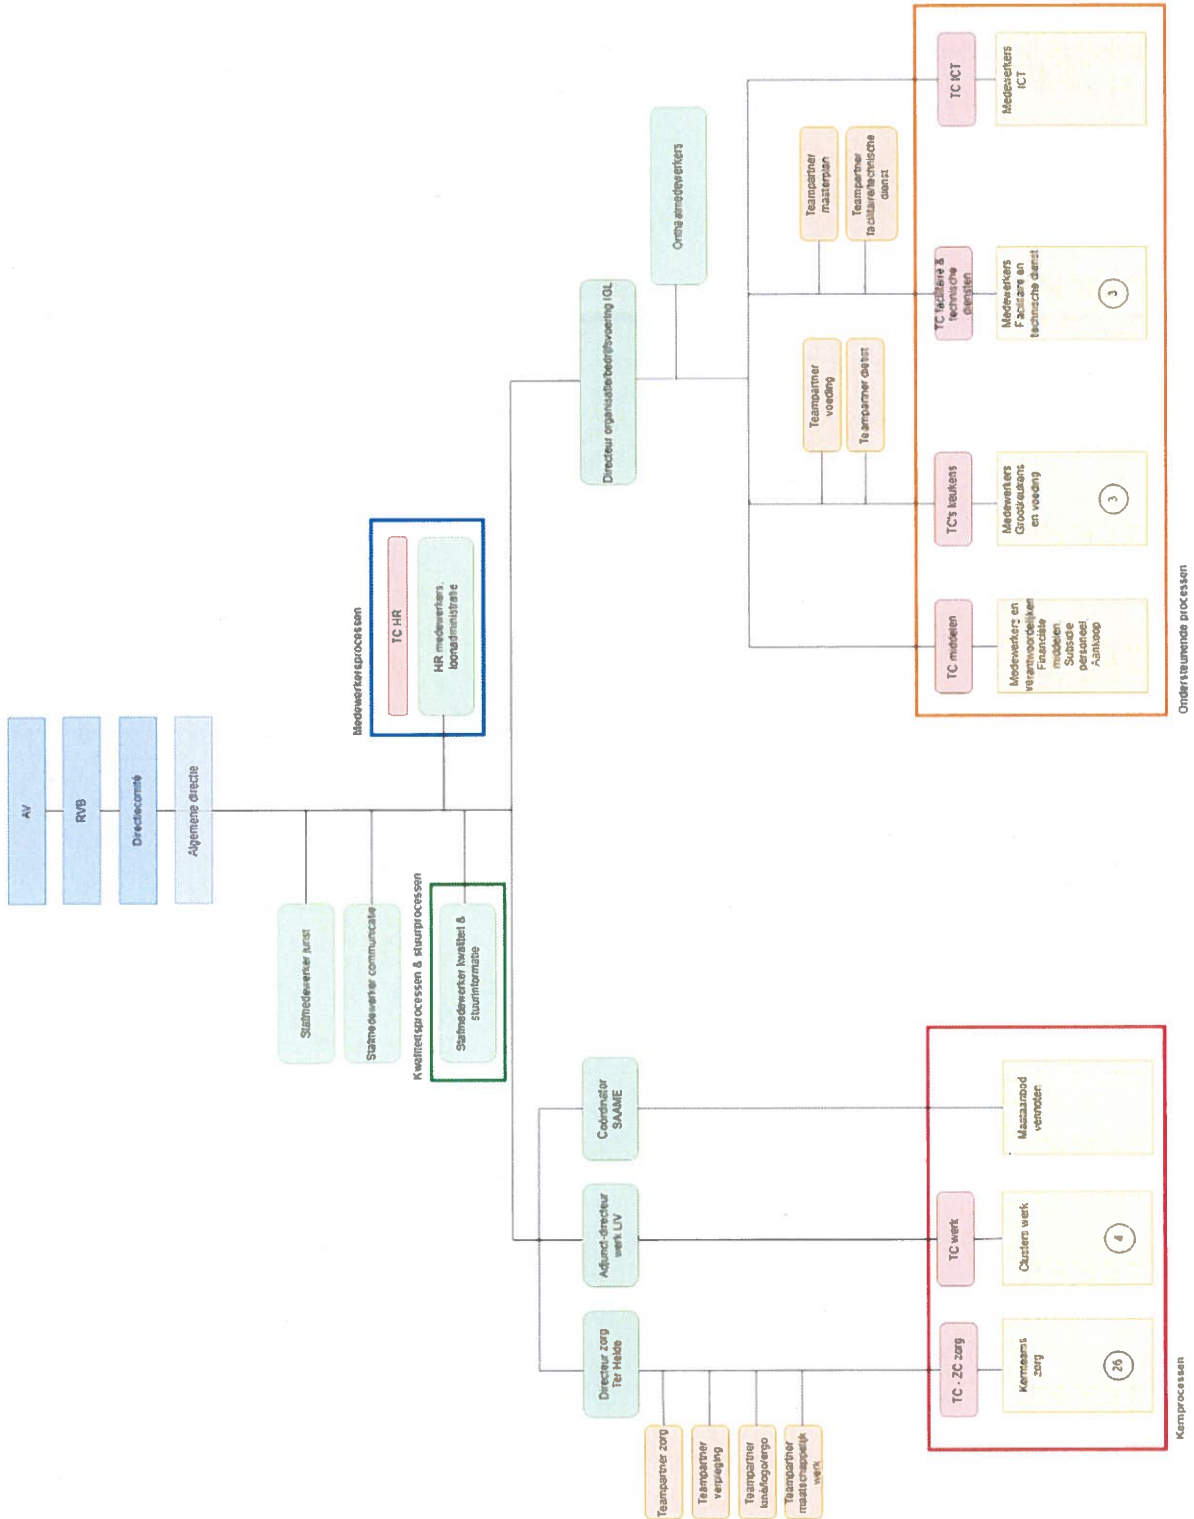 AV
RVB
Directiecomité
Algemene directie
Stafmedewerker jurist
Stafmedewerker communicatie
Kwaliteitsprocessen & stuurprocessen
Stafmedewerker kwaliteit &
stuurinformatie
Medewerkersprocessen
TC HR
HR medewerkers,
loonadministratie
Directeur zorg
Ter Heide
Adjunct-directeur
werk LIV
Coördinator
SAAME
Directeur organisatie/bedrijfsvoering IGL
Onthaalmedewerkers
Teampartner zorg
Teampartner
verpleging
Teampartner
kiné/logo/ergo
Teampartner
maatschappelijk
werk
Teampartner
voeding
Teampartner diëtist
Teampartner
masterplan
Teampartner
facilitaire/technische
dienst
TC - ZC zorg
TC werk
Kernteams
zorg
26
Clusters werk
4
Maataanbod
vennoten
Kernprocessen
TC middelen
TC's keukens
TC facilitaire &
technische
diensten
TC ICT
Medewerkers en
verantwoordelijken
Financiële
middelen,
Subsidie
personeel,
Aankoop
Medewerkers
Grootkeukens
en voeding
3
Medewerkers
Facilitaire en
technische dienst
3
Medewerkers
ICT
Ondersteunende processen